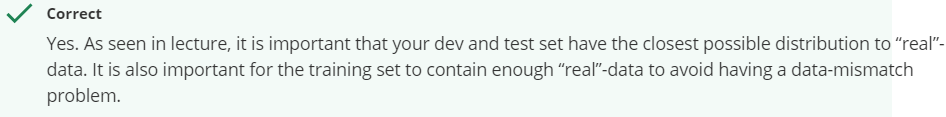 Correct
Yes. As seen in lecture, it is important that your dev and test set have the closest possible distribution to “real”-
data. It is also important for the training set to contain enough “real”-data to avoid having a data-mismatch
problem.